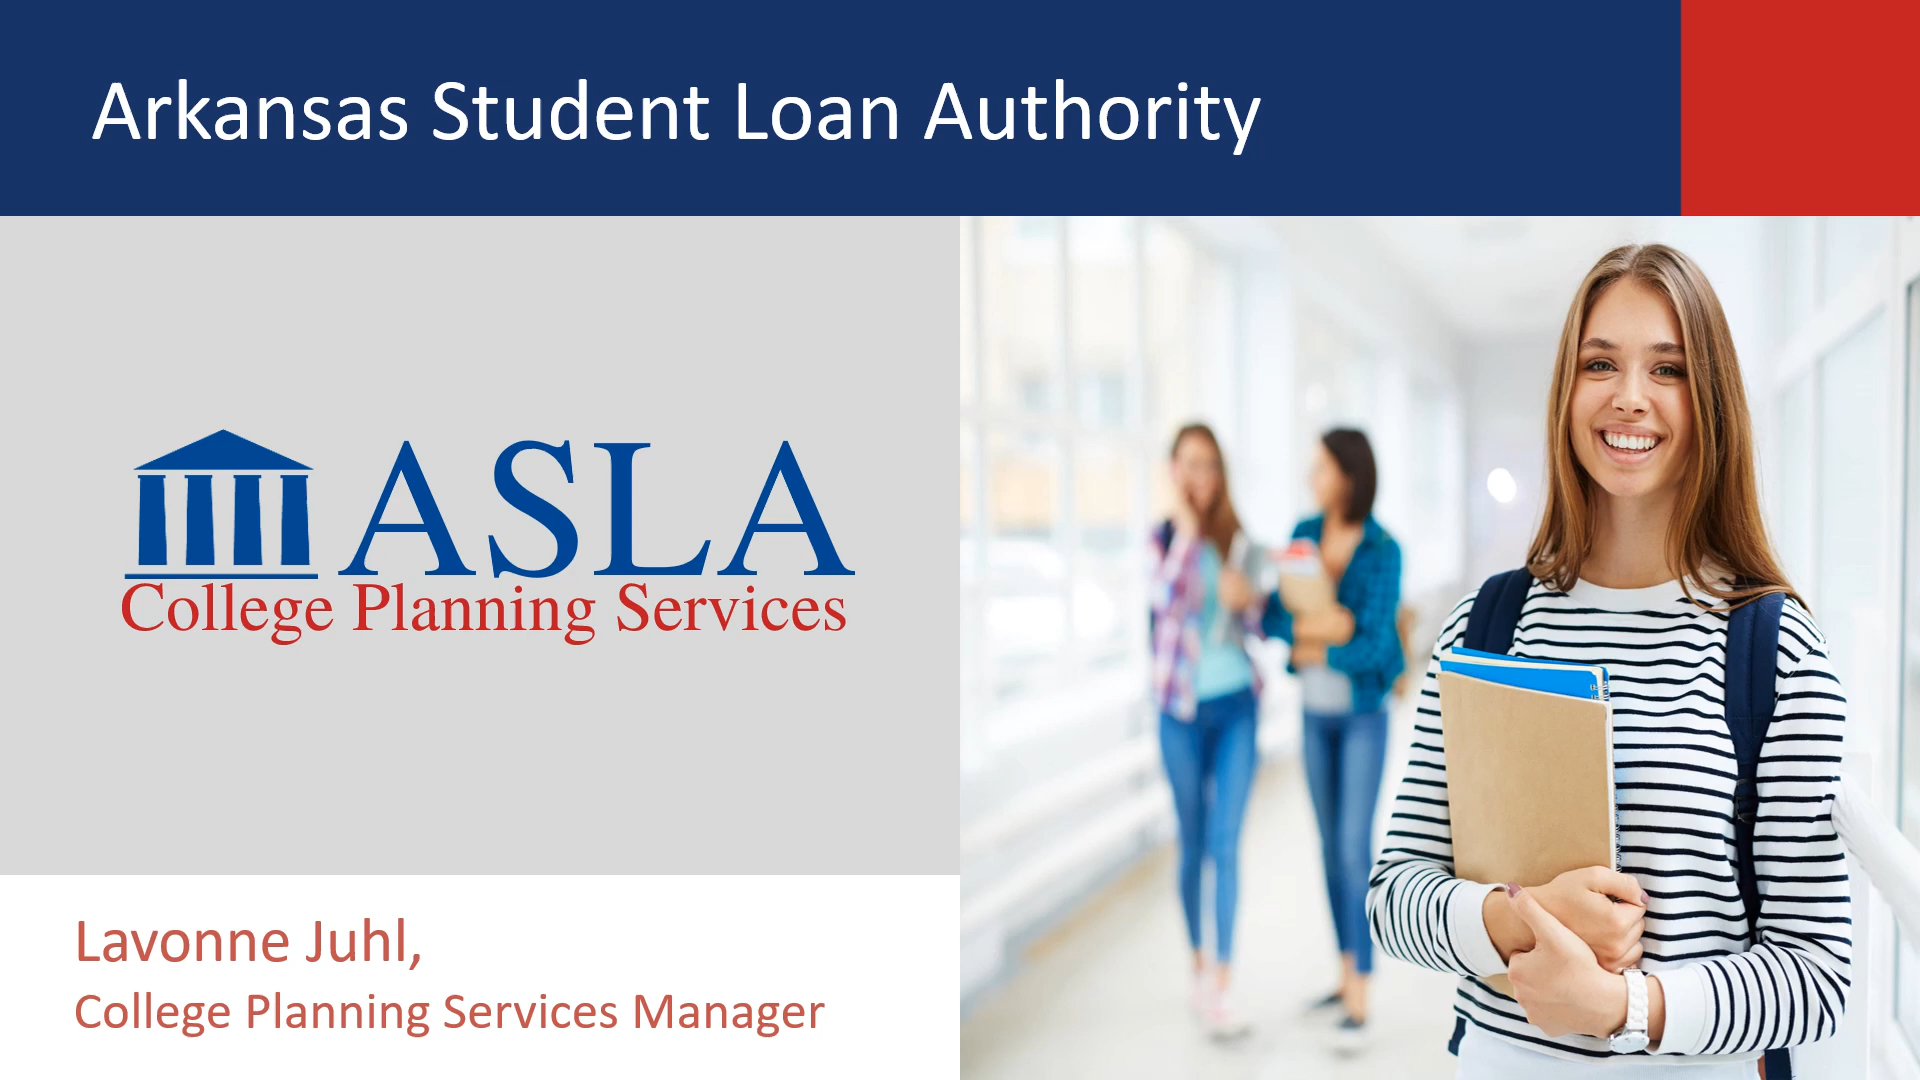 Arkansas Student Loan Authority
ASLA
College Planning Services
Lavonne Juhl,
College Planning Services Manager